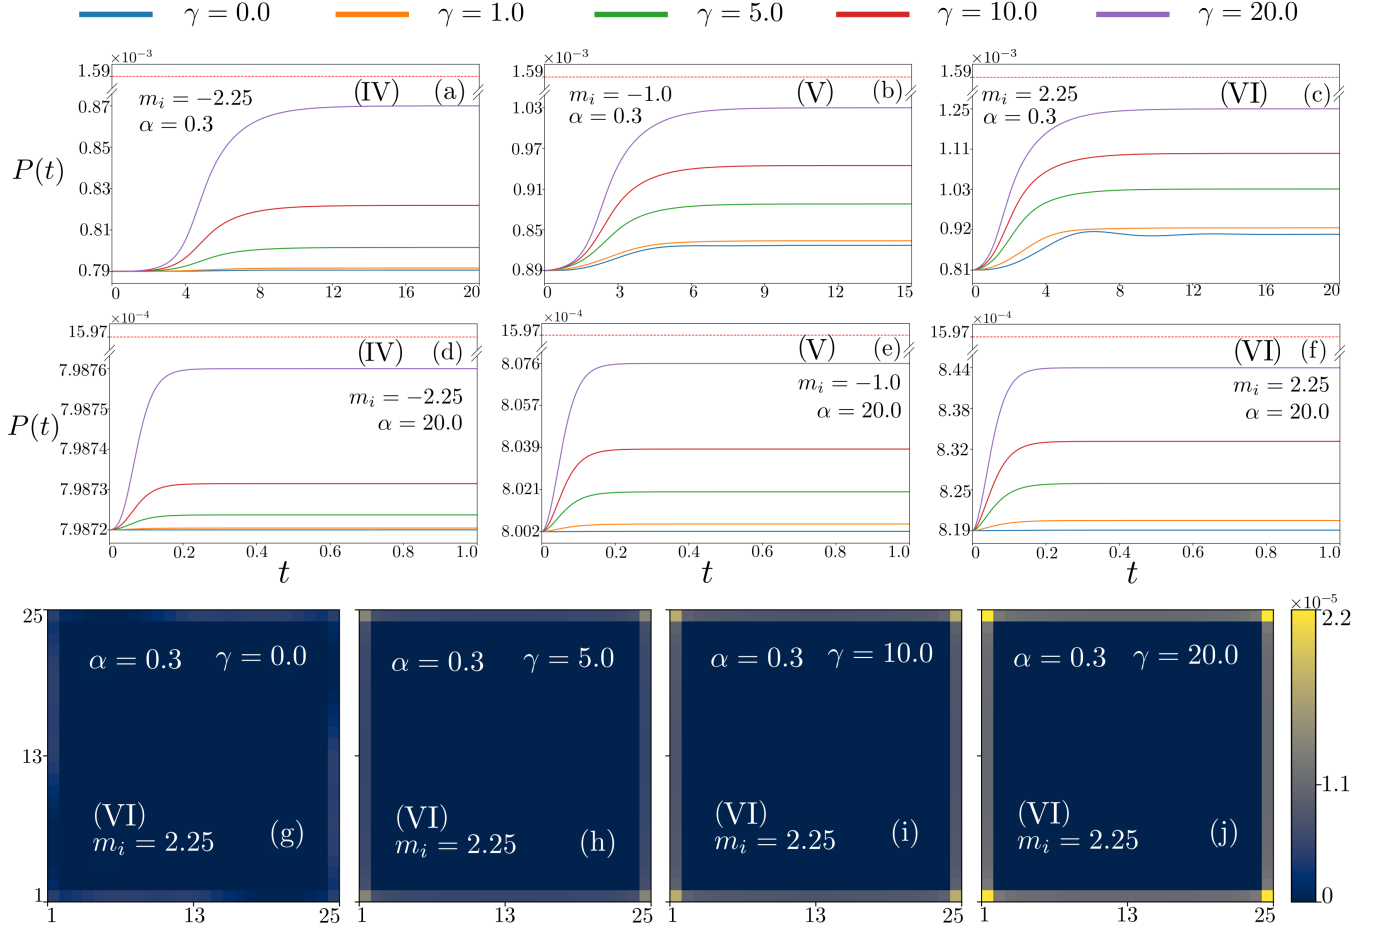 γ = 0.0 γ = 1.0 γ = 5.0 γ = 10.0 γ = 20.0
×10⁻³
1.59
0.87
0.85
0.83
0.81
0.79
P(t)
(IV) (a)
mᵢ = −2.25
α = 0.3
0 4 8 12 16 20
×10⁻³
1.59
1.03
0.97
0.91
0.85
0.89
(V) (b)
mᵢ = −1.0
α = 0.3
0 3 6 9 12 15
×10⁻³
1.59
1.25
1.11
1.03
0.92
0.81
(VI) (c)
mᵢ = 2.25
α = 0.3
0 4 8 12 16 20
×10⁻⁴
15.97
7.9876
7.9875
7.9874
7.9873
7.9872
P(t)
(IV) (d)
mᵢ = −2.25
α = 20.0
0 0.2 0.4 0.6 0.8 1.0
t
×10⁻⁴
15.97
8.076
8.057
8.039
8.021
8.002
(V) (e)
mᵢ = −1.0
α = 20.0
0 0.2 0.4 0.6 0.8 1.0
t
×10⁻⁴
15.97
8.44
8.38
8.32
8.25
8.19
(VI) (f)
mᵢ = 2.25
α = 20.0
0 0.2 0.4 0.6 0.8 1.0
t
25
13
1
α = 0.3 γ = 0.0
(VI)
mᵢ = 2.25
(g)
1 13 25
α = 0.3 γ = 5.0
(VI)
mᵢ = 2.25
(h)
1 13 25
α = 0.3 γ = 10.0
(VI)
mᵢ = 2.25
(i)
1 13 25
α = 0.3 γ = 20.0
(VI)
mᵢ = 2.25
(j)
1 13 25
×10⁻⁵
2.2
1.1
0